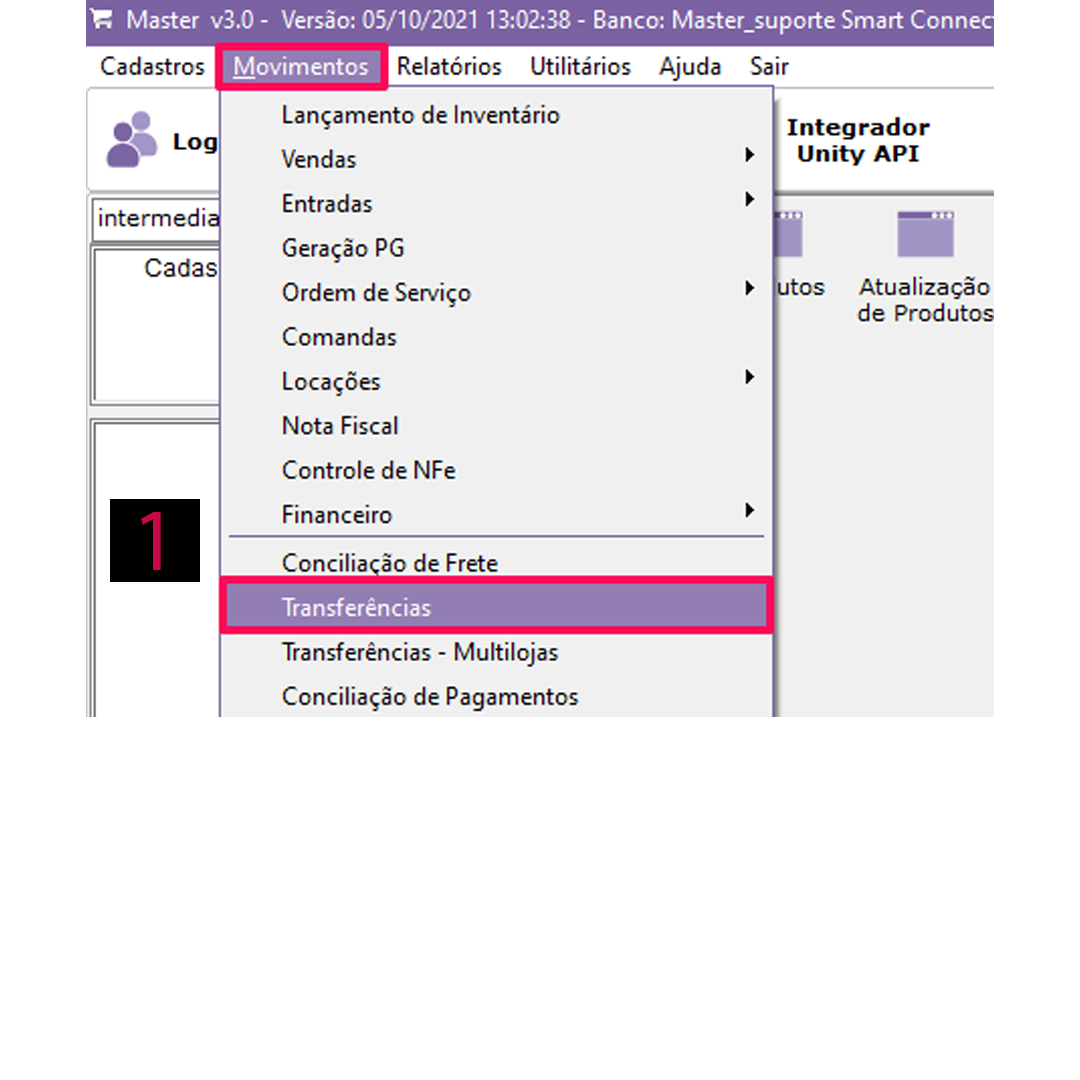 Master v3.0 - Versão: 05/10/2021 13:02:38 - Banco: Master_suporte Smart Connec
Cadastros Movimentos Relatórios Utilitários Ajuda Sair
Log
Integrador
Unity API
intermedia
Cadas
Lançamento de Inventário
Vendas
Entradas
Geração PG
Ordem de Serviço
Comandas
Locações
Nota Fiscal
Controle de NFe
Financeiro
Conciliação de Frete
Transferências
Transferências - Multilojas
Conciliação de Pagamentos
utos
Atualização
de Produtos
1